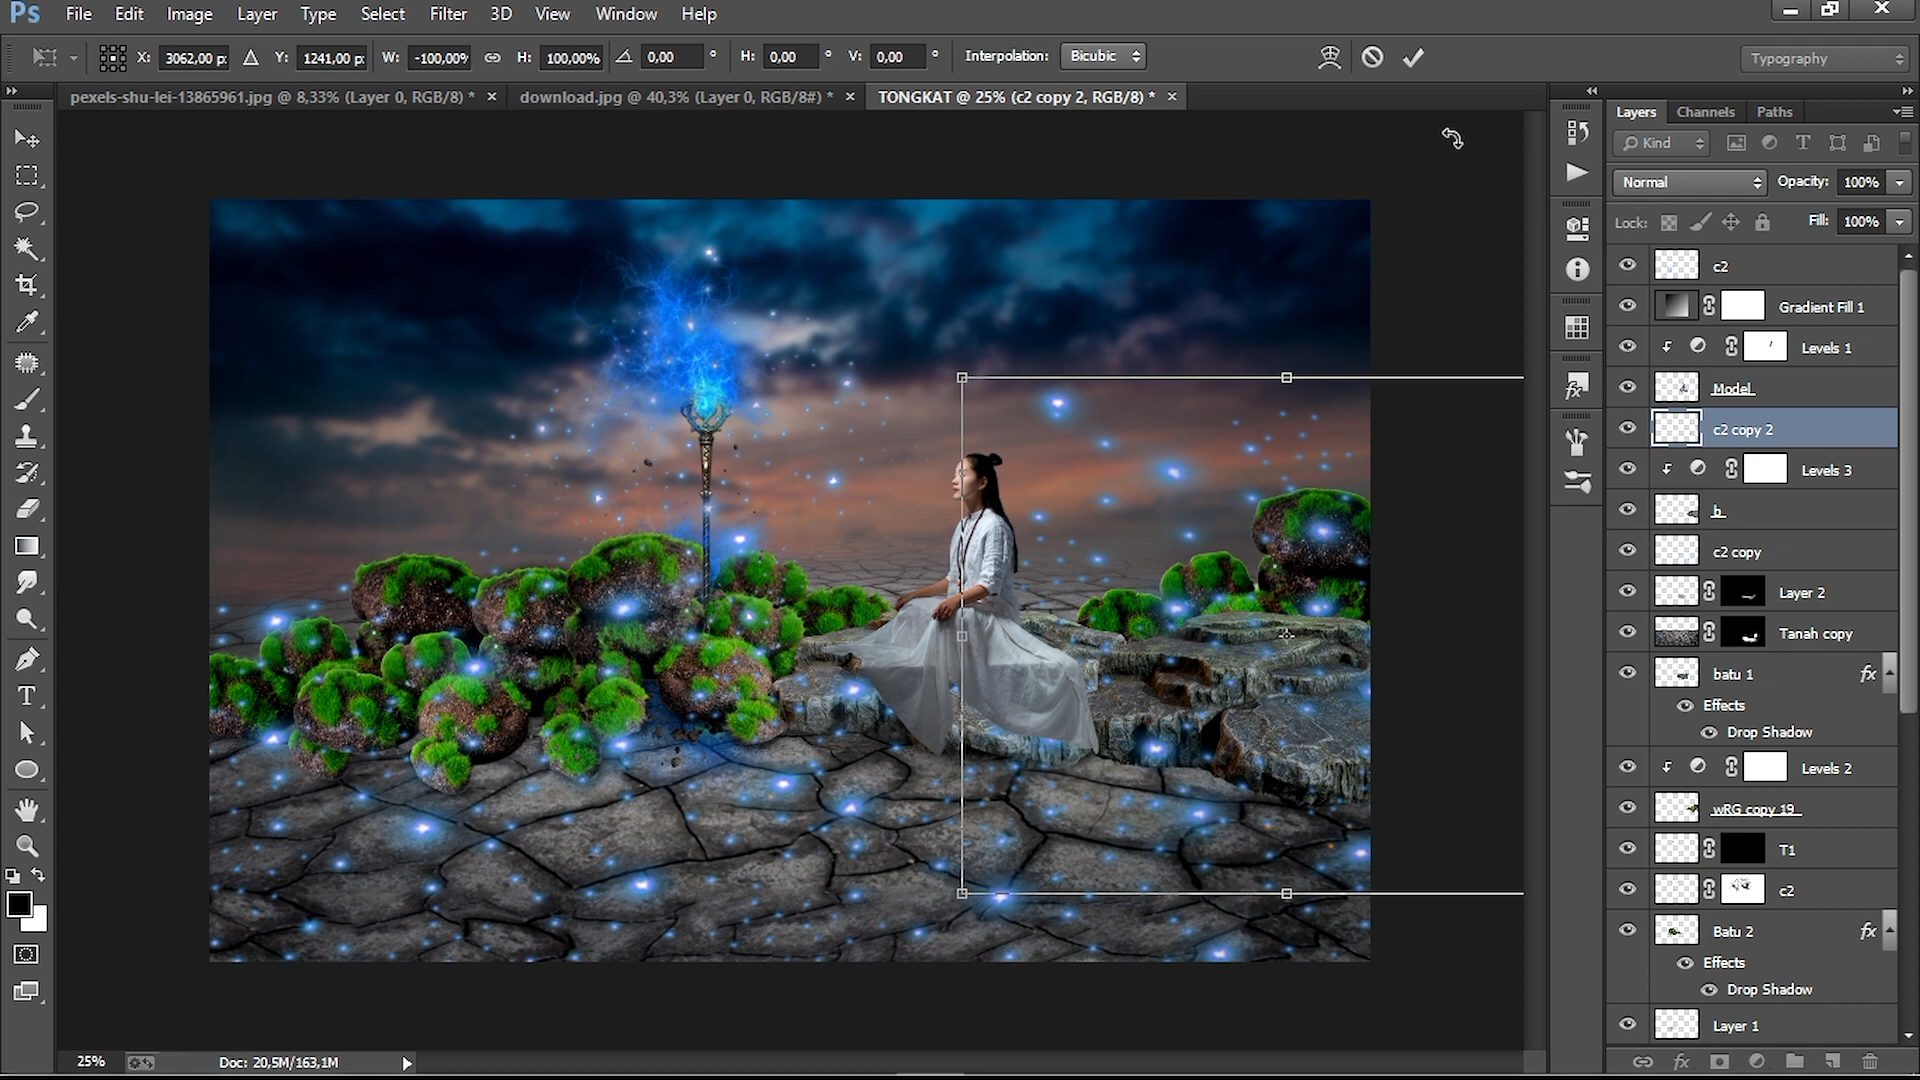 Ps File Edit Image Layer Type Select Filter 3D View Window Help
X: 3062,00 p: Y: 1241,00 p: W: -100,00% H: 100,00% 0,00 ° H: 0,00 ° V: 0,00 ° Interpolation: Bicubic Typography
pexels-shu-lei-13865961.jpg @ 8,33% (Layer 0, RGB/8) * × download.jpg @ 40,3% (Layer 0, RGB/8#) * × TONGKAT @ 25% (c2 copy 2, RGB/8) * ×
Layers Channels Paths
Kind
Normal Opacity: 100%
Lock: Fill: 100%
c2
Gradient Fill 1
Levels 1
Model
c2 copy 2
Levels 3
b
c2 copy
Layer 2
Tanah copy
batu 1 fx
Effects
Drop Shadow
Levels 2
wRG copy 19
T1
c2
Batu 2 fx
Effects
Drop Shadow
Layer 1
25% Doc: 20,5M/163,1M